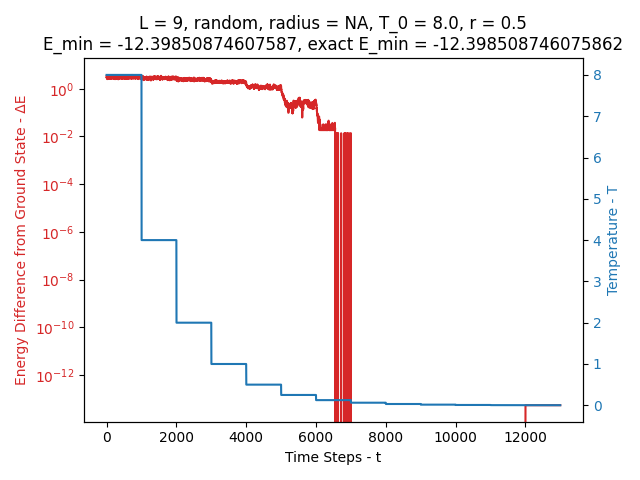 L = 9, random, radius = NA, T_0 = 8.0, r = 0.5
E_min = -12.39850874607587, exact E_min = -12.398508746075862
Energy Difference from Ground State - ΔE
10^0
10^-2
10^-4
10^-6
10^-8
10^-10
10^-12
8
7
6
5
4
3
2
1
0
Temperature - T
0 2000 4000 6000 8000 10000 12000
Time Steps - t